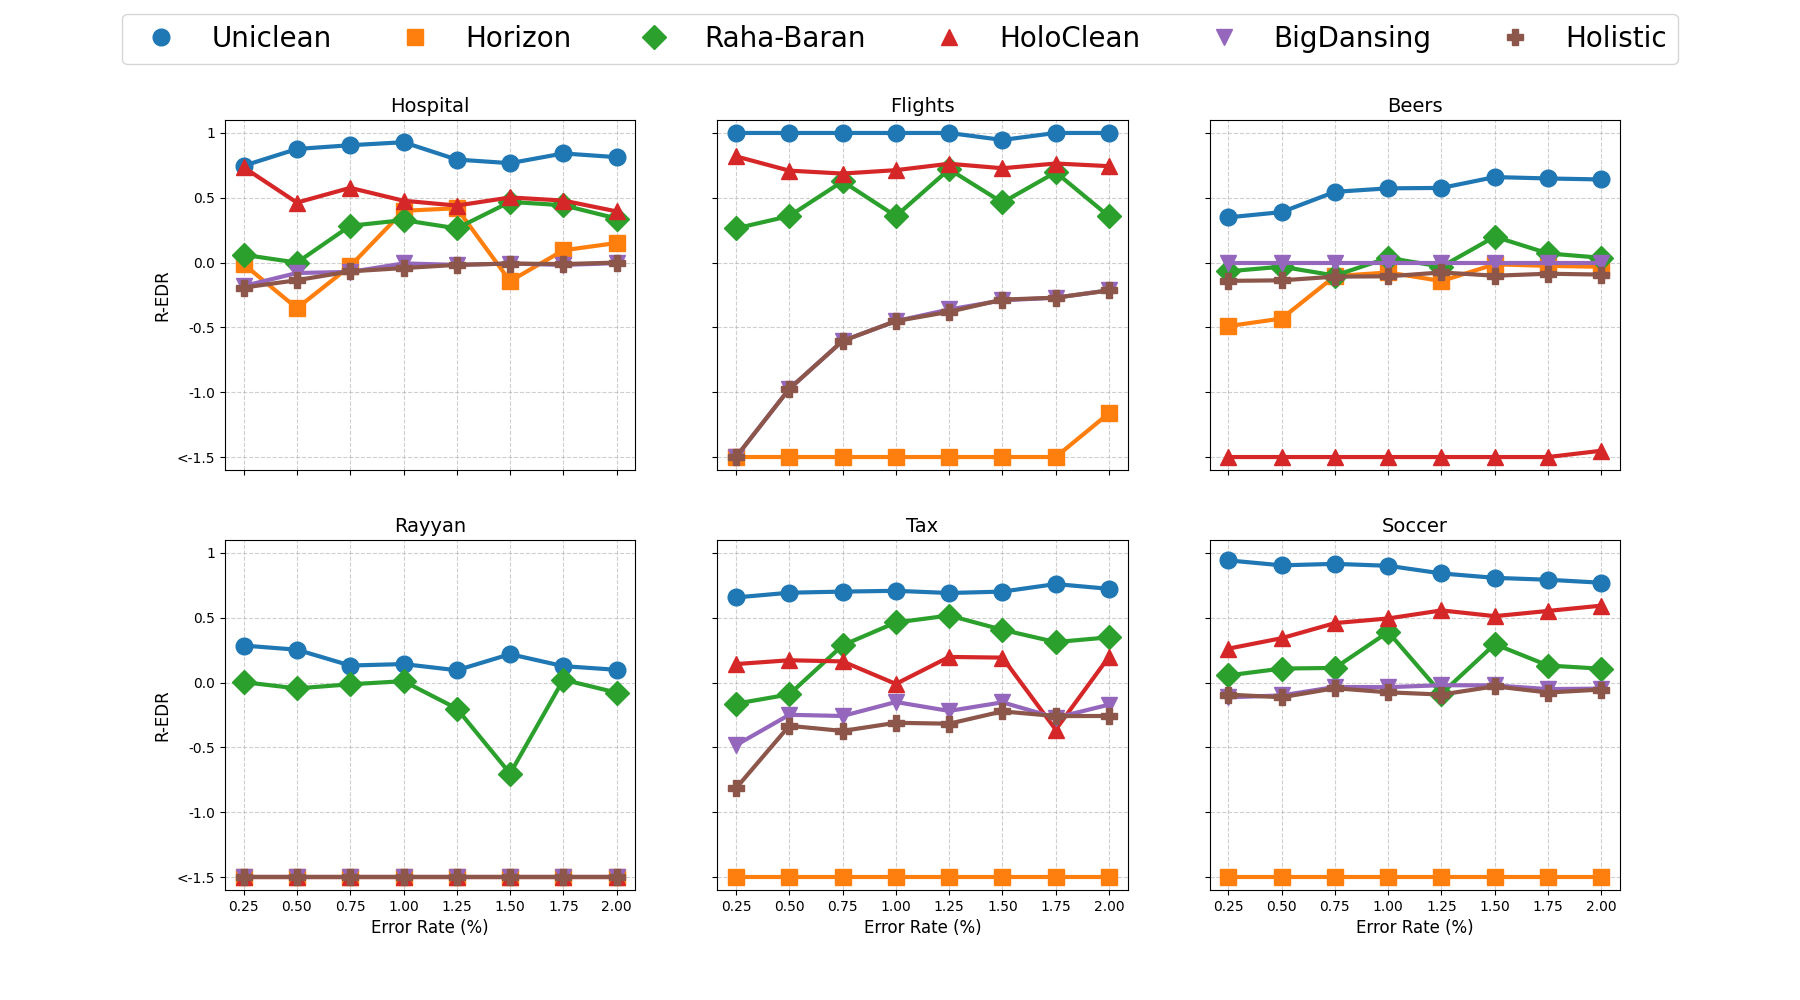 Uniclean Horizon Raha-Baran HoloClean BigDansing Holistic
Hospital Flights Beers
1
0.5
0.0
-0.5
-1.0
<-1.5
R-EDR
Rayyan Tax Soccer
1
0.5
0.0
-0.5
-1.0
<-1.5
R-EDR
0.25 0.50 0.75 1.00 1.25 1.50 1.75 2.00 0.25 0.50 0.75 1.00 1.25 1.50 1.75 2.00 0.25 0.50 0.75 1.00 1.25 1.50 1.75 2.00
Error Rate (%) Error Rate (%) Error Rate (%)